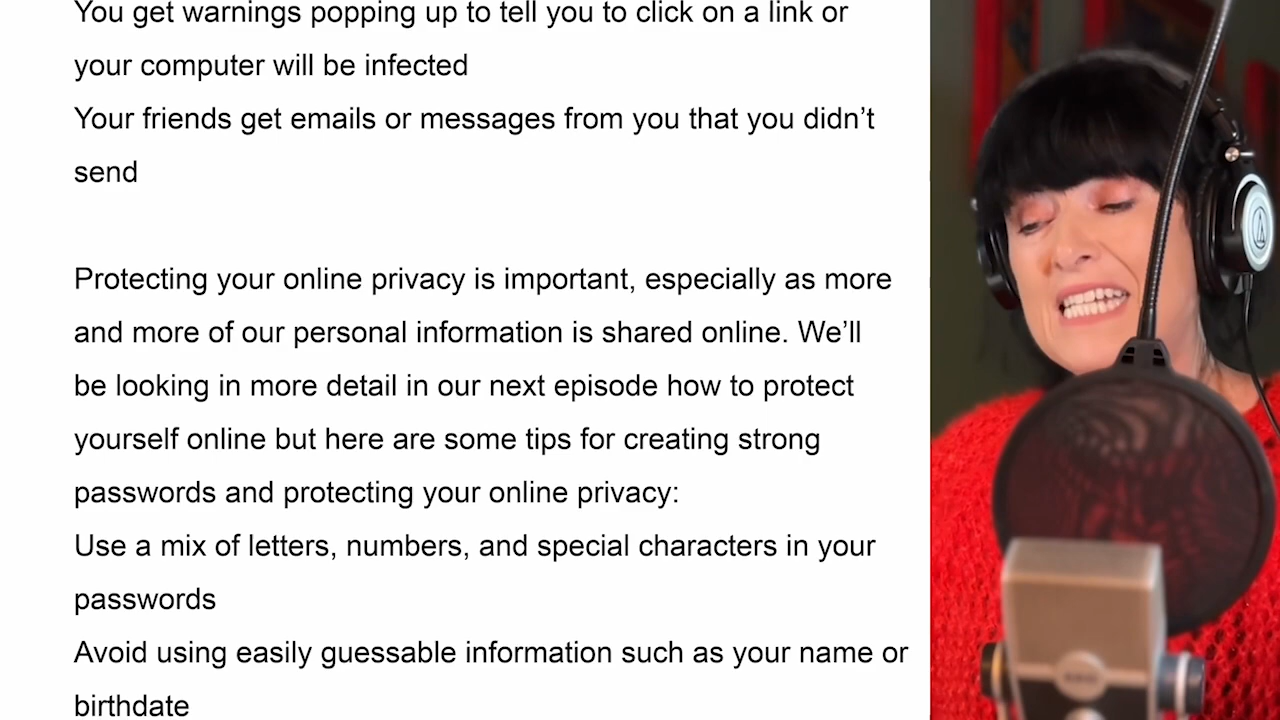 You get warnings popping up to tell you to click on a link or
your computer will be infected
Your friends get emails or messages from you that you didn’t
send
Protecting your online privacy is important, especially as more
and more of our personal information is shared online. We’ll
be looking in more detail in our next episode how to protect
yourself online but here are some tips for creating strong
passwords and protecting your online privacy:
Use a mix of letters, numbers, and special characters in your
passwords
Avoid using easily guessable information such as your name or
birthdate